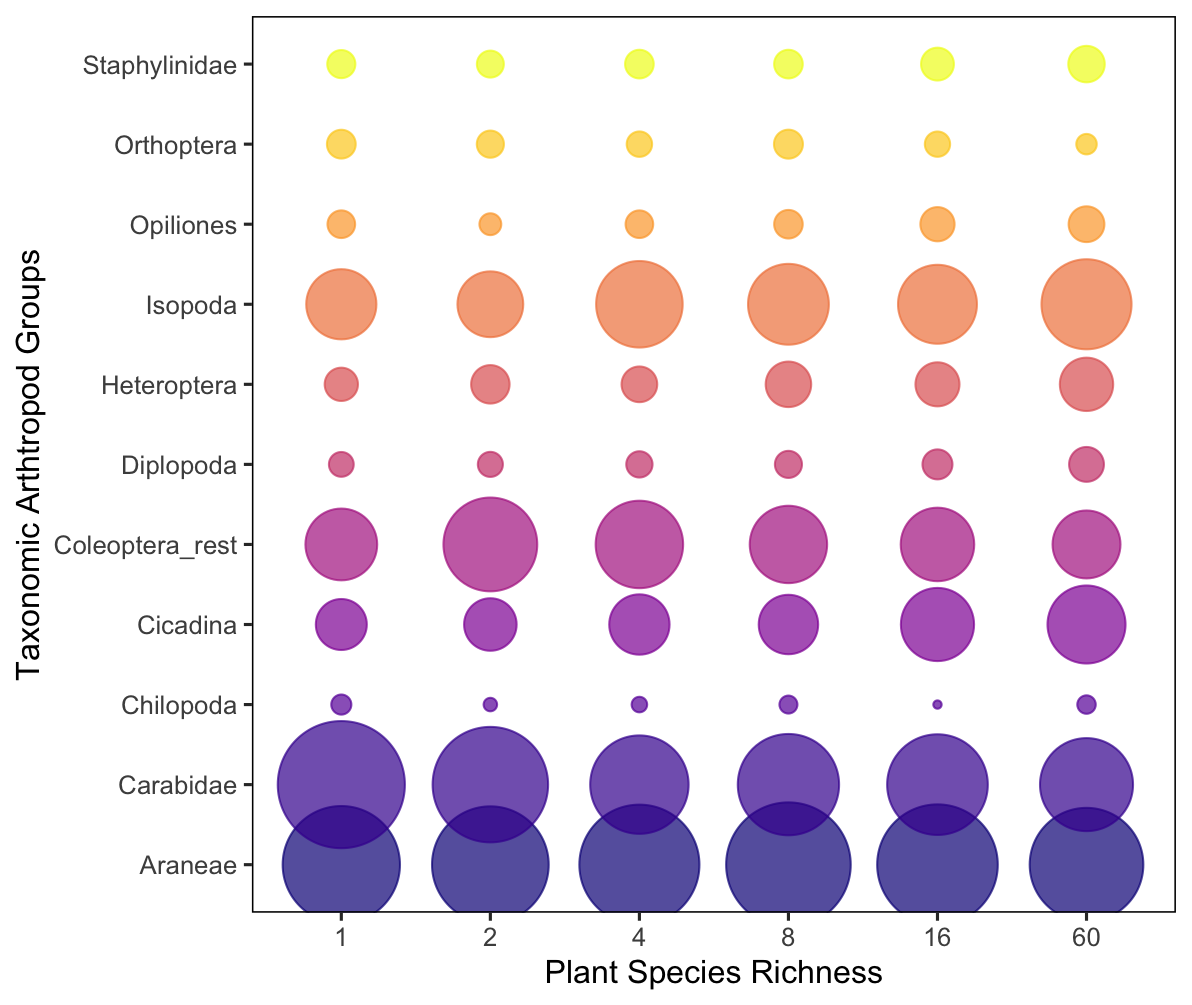 Taxonomic Arthtropod Groups
Staphylinidae
Orthoptera
Opiliones
Isopoda
Heteroptera
Diplopoda
Coleoptera_rest
Cicadina
Chilopoda
Carabidae
Araneae
1 2 4 8 16 60
Plant Species Richness